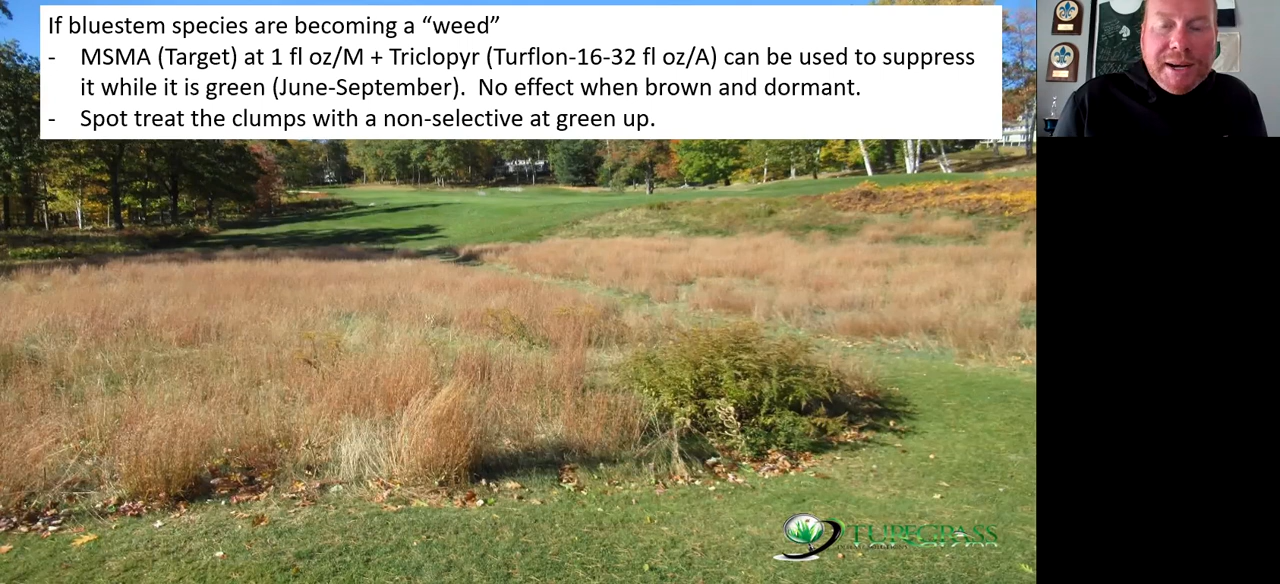 If bluestem species are becoming a “weed”
- MSMA (Target) at 1 fl oz/M + Triclopyr (Turflon-16-32 fl oz/A) can be used to suppress
it while it is green (June-September).  No effect when brown and dormant.
- Spot treat the clumps with a non-selective at green up.
TURFGRASS